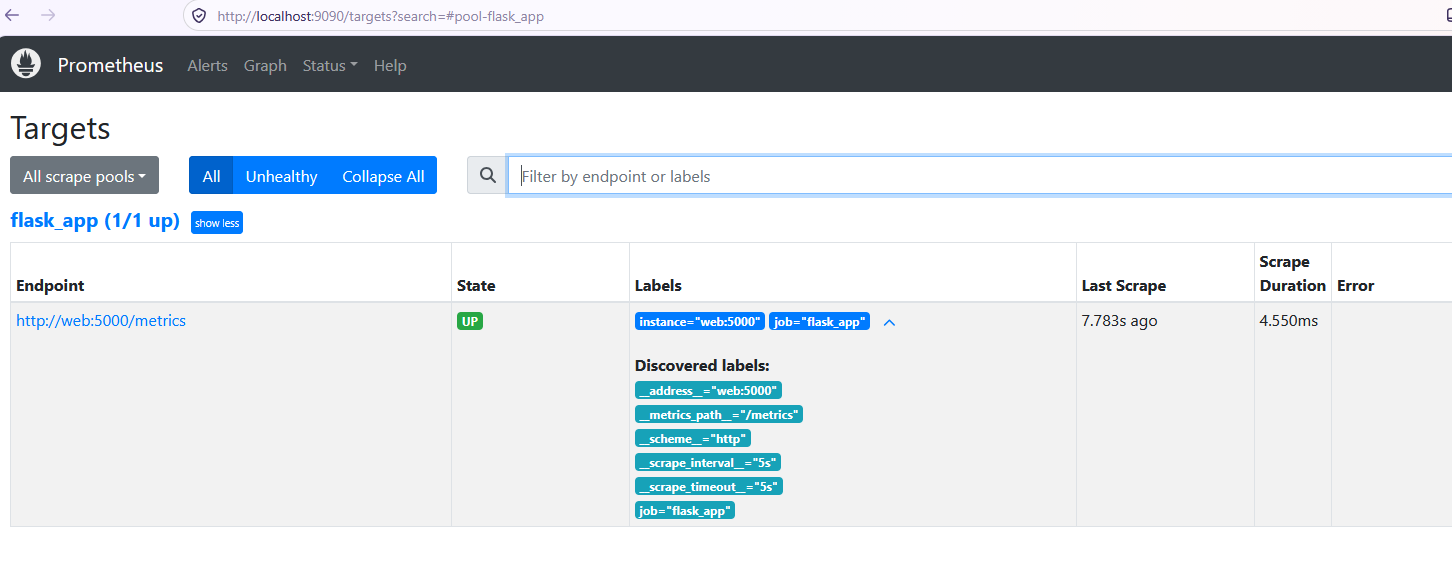 http://localhost:9090/targets?search=#pool-flask_app
Prometheus Alerts Graph Status Help
Targets
All scrape pools All Unhealthy Collapse All Filter by endpoint or labels
flask_app (1/1 up) show less
Endpoint State Labels Last Scrape Scrape Duration Error
http://web:5000/metrics UP instance="web:5000" job="flask_app" 7.783s ago 4.550ms
Discovered labels:
__address__="web:5000"
__metrics_path__="/metrics"
__scheme__="http"
__scrape_interval__="5s"
__scrape_timeout__="5s"
job="flask_app"